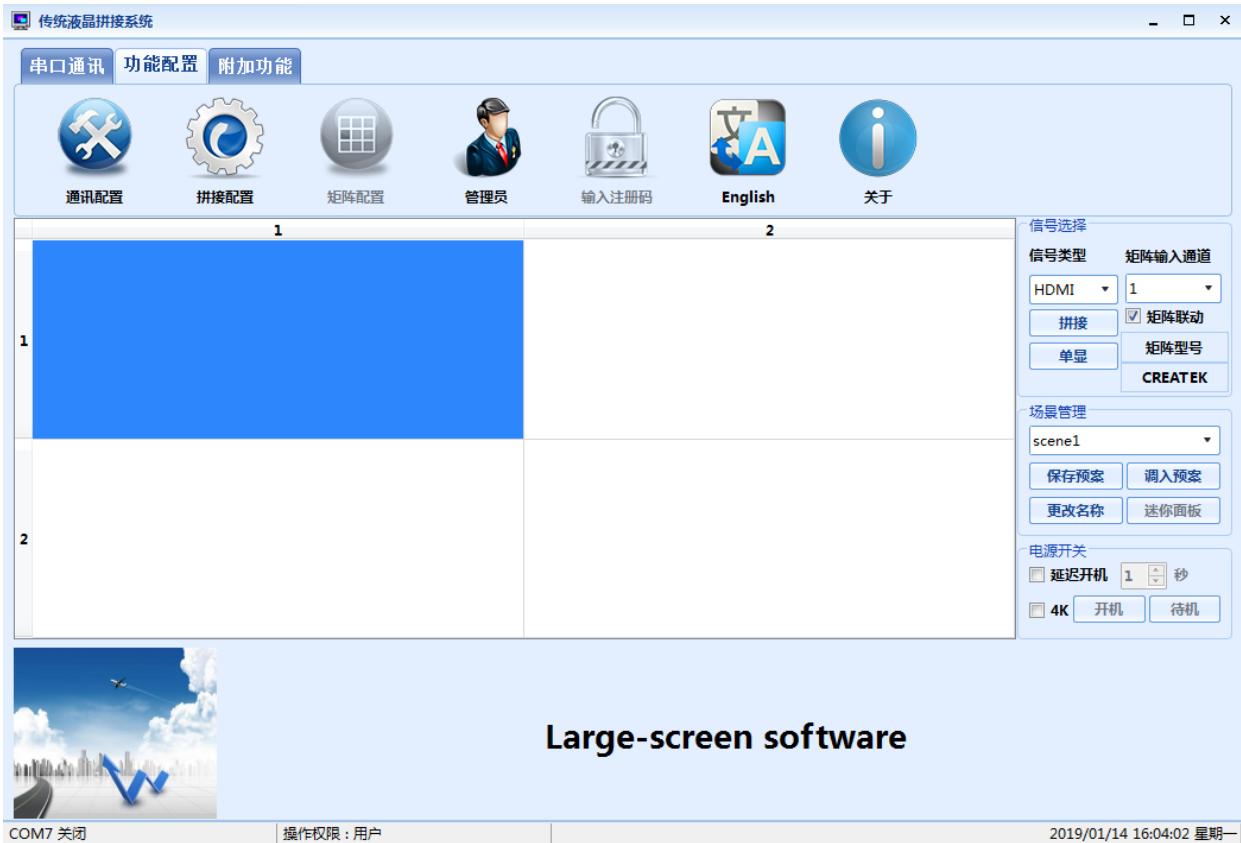 传统液晶拼接系统
串口通讯 功能配置 附加功能
通讯配置 拼接配置 矩阵配置 管理员 输入注册码 English 关于
1 2
1
2
信号选择
信号类型 矩阵输入通道
HDMI 1
拼接 矩阵联动
单显 矩阵型号
CREATEK
场景管理
scene1
保存预案 调入预案
更改名称 迷你面板
电源开关
延迟开机 1 秒
4K 开机 待机
Large-screen software
COM7 关闭 操作权限：用户 2019/01/14 16:04:02 星期一